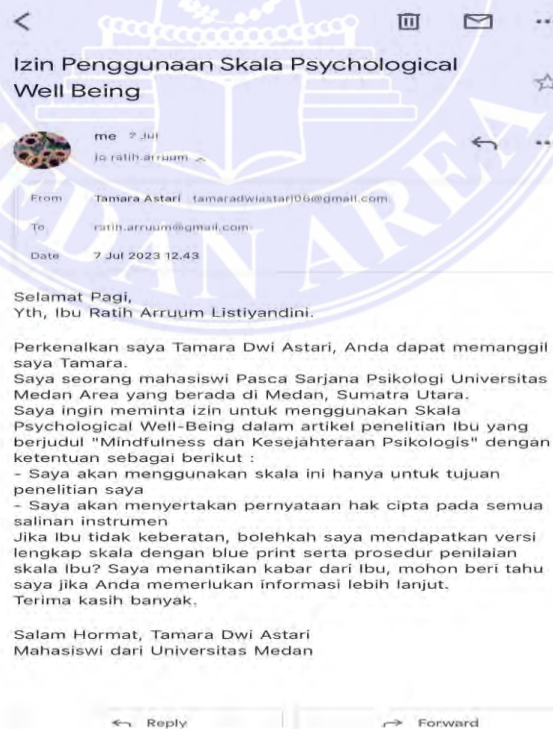 Izin Penggunaan Skala Psychological
Well Being
me 7 Jul
to ratih.arruum
From Tamara Astari tamaradwiastari06@gmail.com
To ratih.arruum@gmail.com
Date 7 Jul 2023 12.43
Selamat Pagi,
Yth, Ibu Ratih Arruum Listiyandini.
Perkenalkan saya Tamara Dwi Astari, Anda dapat memanggil
saya Tamara.
Saya seorang mahasiswi Pasca Sarjana Psikologi Universitas
Medan Area yang berada di Medan, Sumatra Utara.
Saya ingin meminta izin untuk menggunakan Skala
Psychological Well-Being dalam artikel penelitian Ibu yang
berjudul "Mindfulness dan Kesejahteraan Psikologis" dengan
ketentuan sebagai berikut :
- Saya akan menggunakan skala ini hanya untuk tujuan
penelitian saya
- Saya akan menyertakan pernyataan hak cipta pada semua
salinan instrumen
Jika Ibu tidak keberatan, bolehkah saya mendapatkan versi
lengkap skala dengan blue print serta prosedur penilaian
skala Ibu? Saya menantikan kabar dari Ibu, mohon beri tahu
saya jika Anda memerlukan informasi lebih lanjut.
Terima kasih banyak.
Salam Hormat, Tamara Dwi Astari
Mahasiswi dari Universitas Medan
Reply
Forward
EDAN AREA